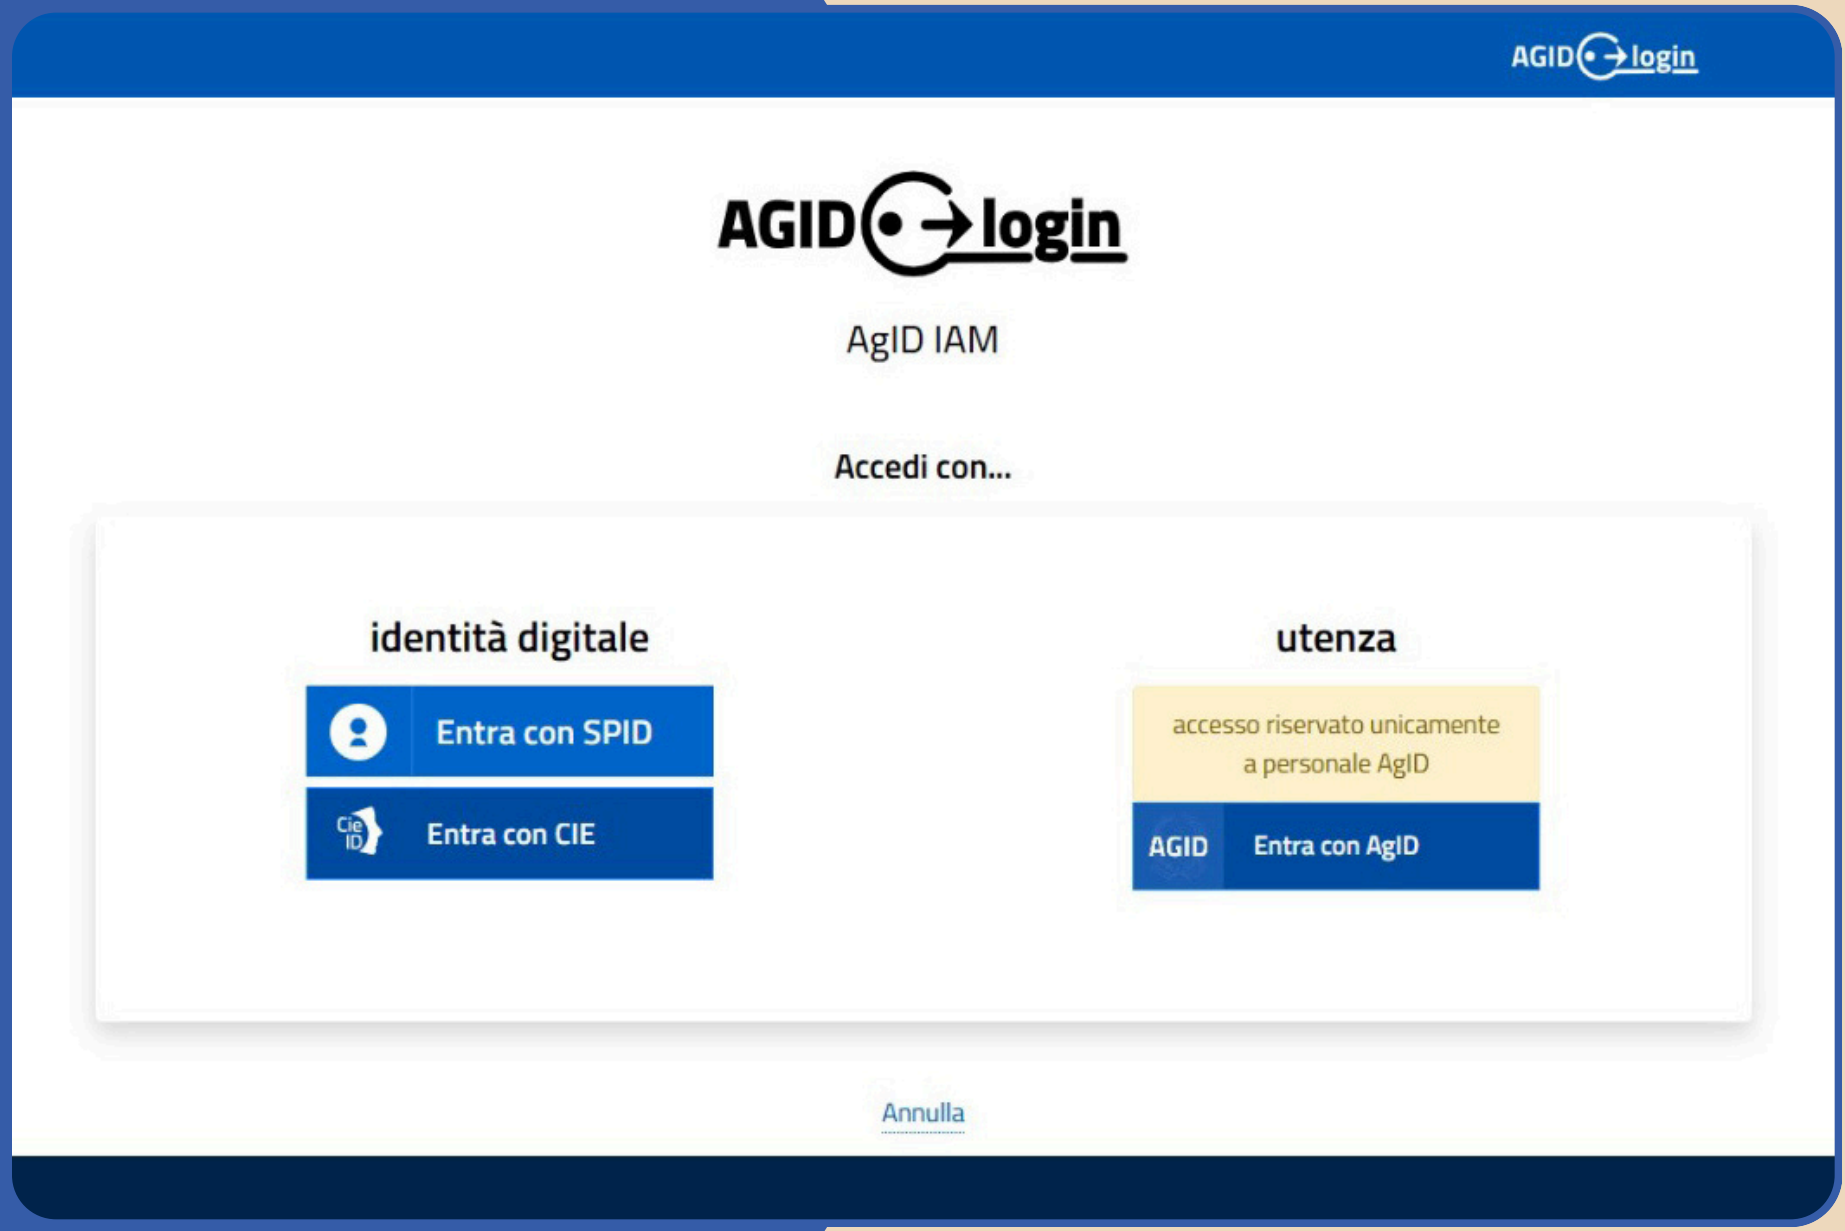 AGID login
AGID login
AgID IAM
Accedi con...
identità digitale
Entra con SPID
Cie
ID
Entra con CIE
utenza
accesso riservato unicamente
a personale AgID
AGID
Entra con AgID
Annulla